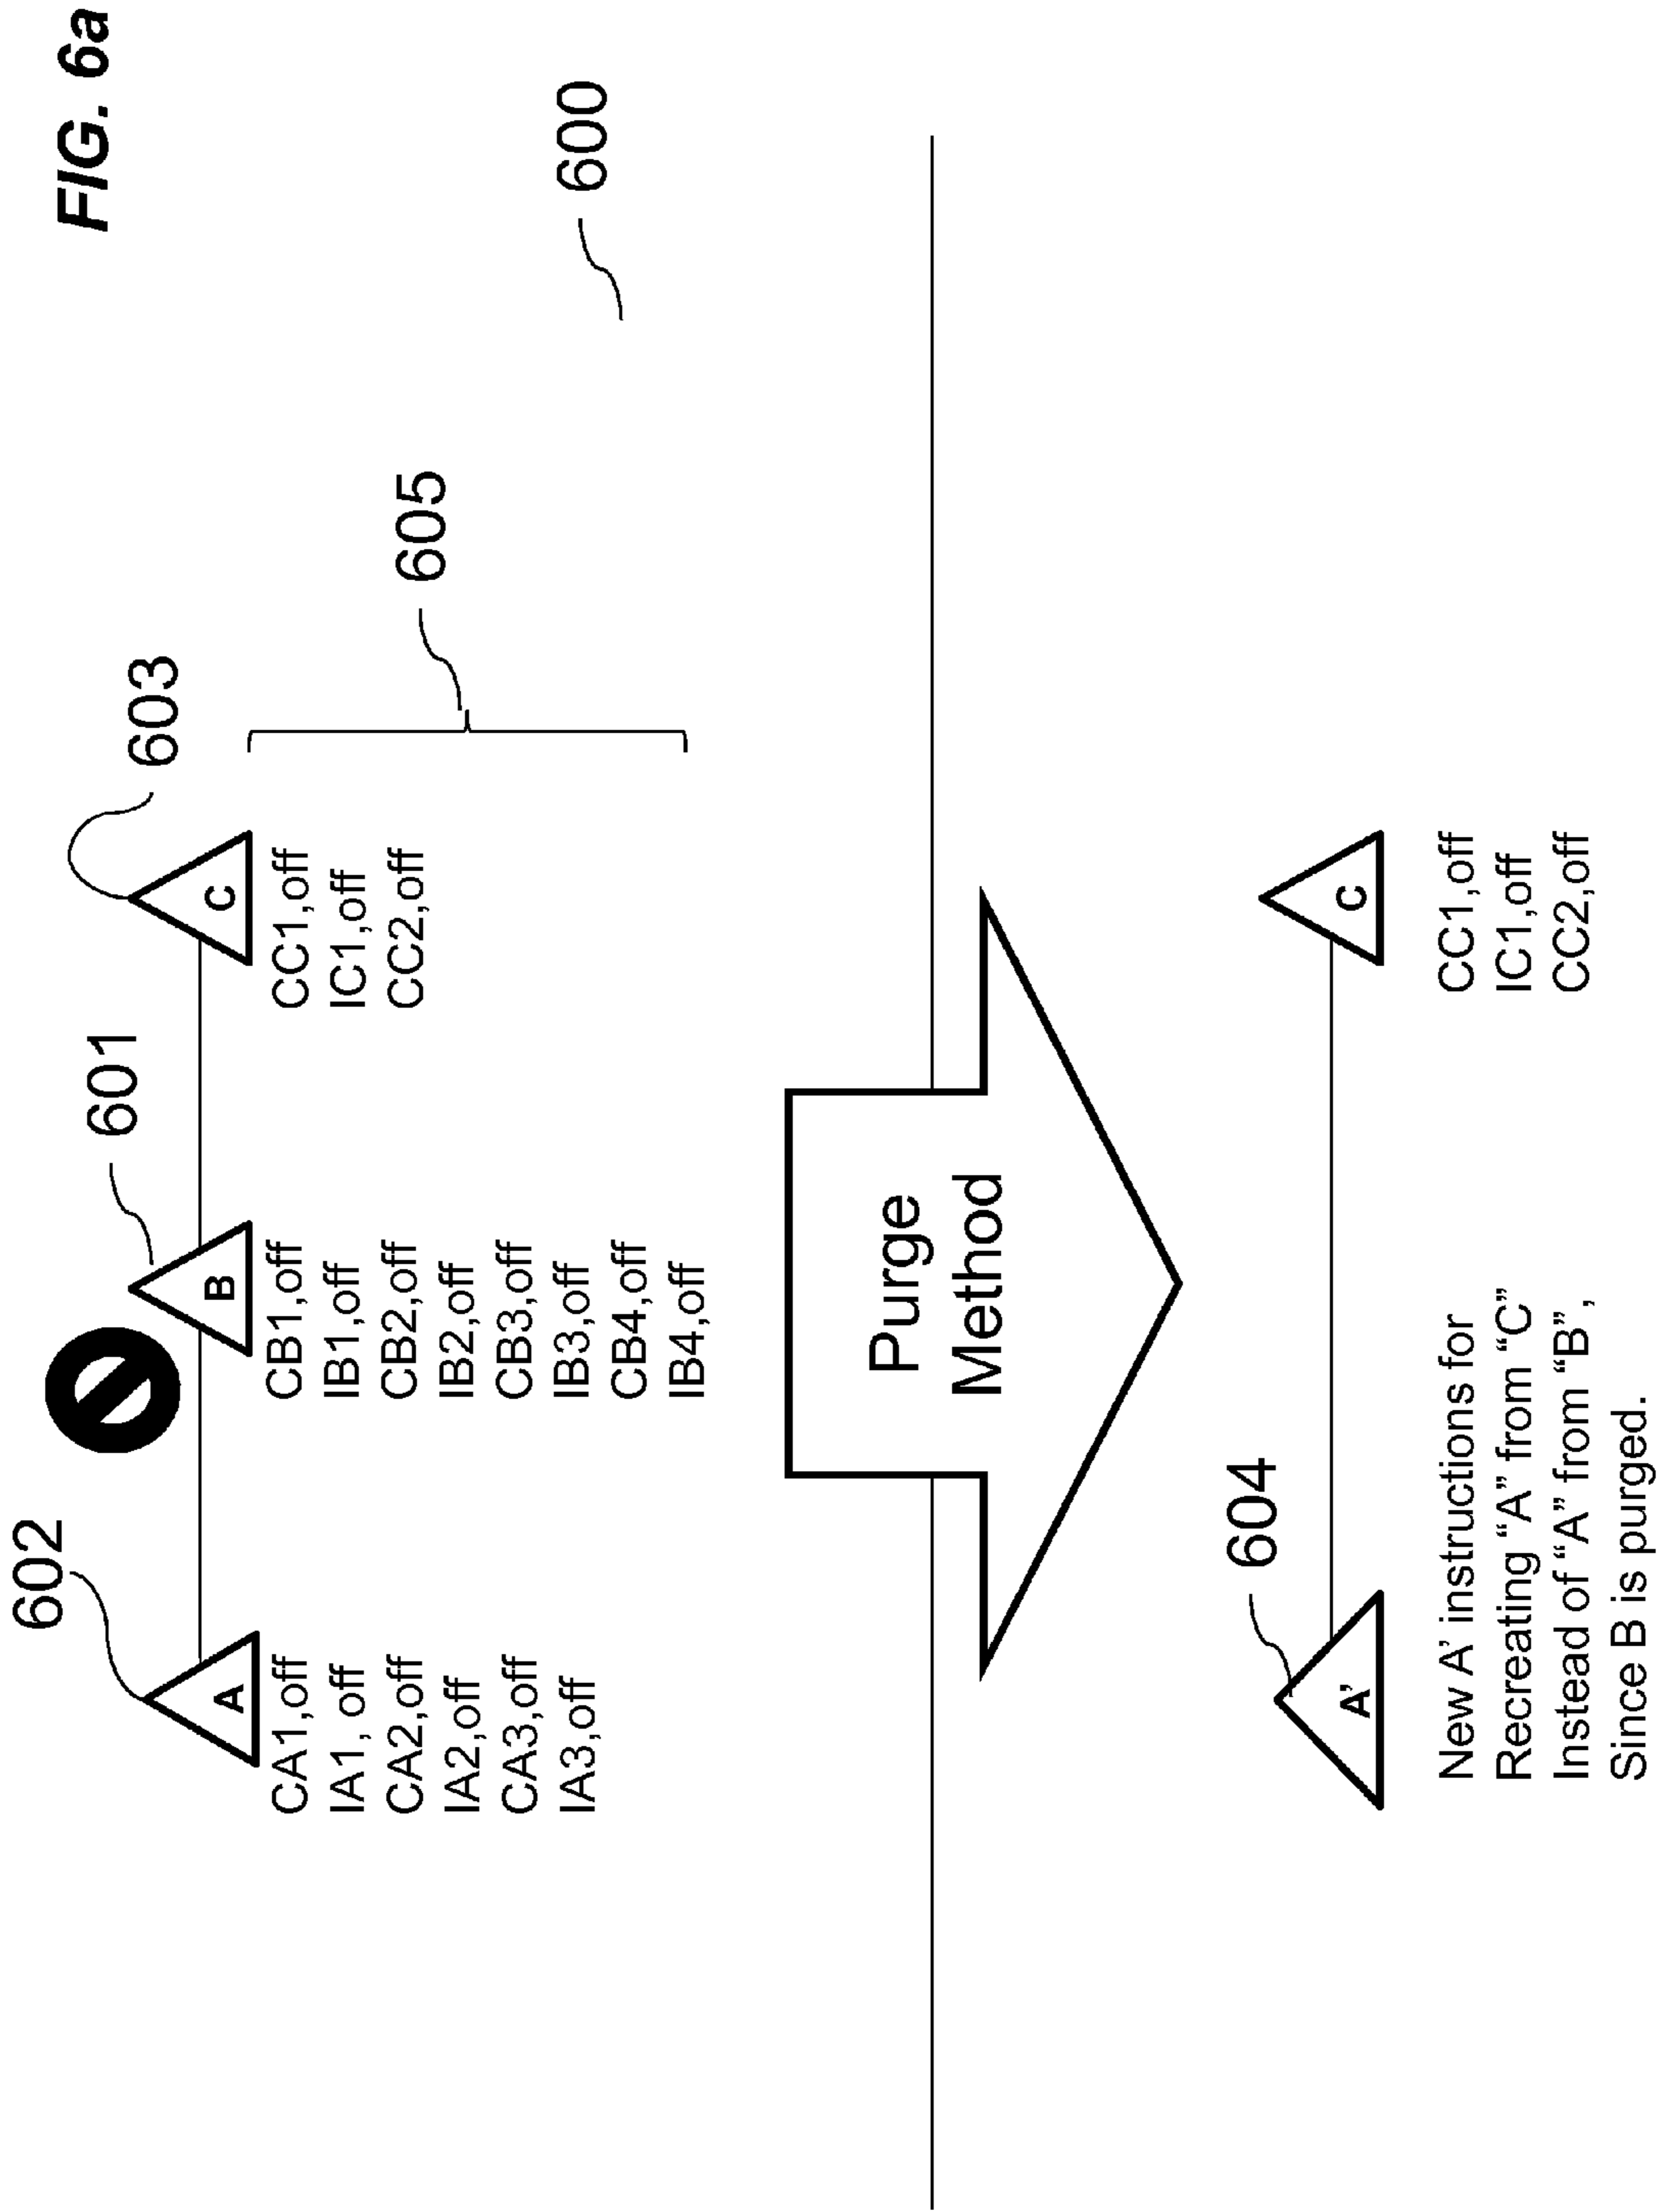 FIG. 6a
602
601
603
A
B
C
CA1,off
IA1, off
CA2,off
IA2,off
CA3,off
IA3,off
CB1,off
IB1,off
CB2,off
IB2,off
CB3,off
IB3,off
CB4,off
IB4,off
CC1,off
IC1,off
CC2,off
605
600
Purge
Method
604
A'
C
New A' instructions for
Recreating “A” from “C”
Instead of “A” from “B”,
Since B is purged.
CC1,off
IC1,off
CC2,off